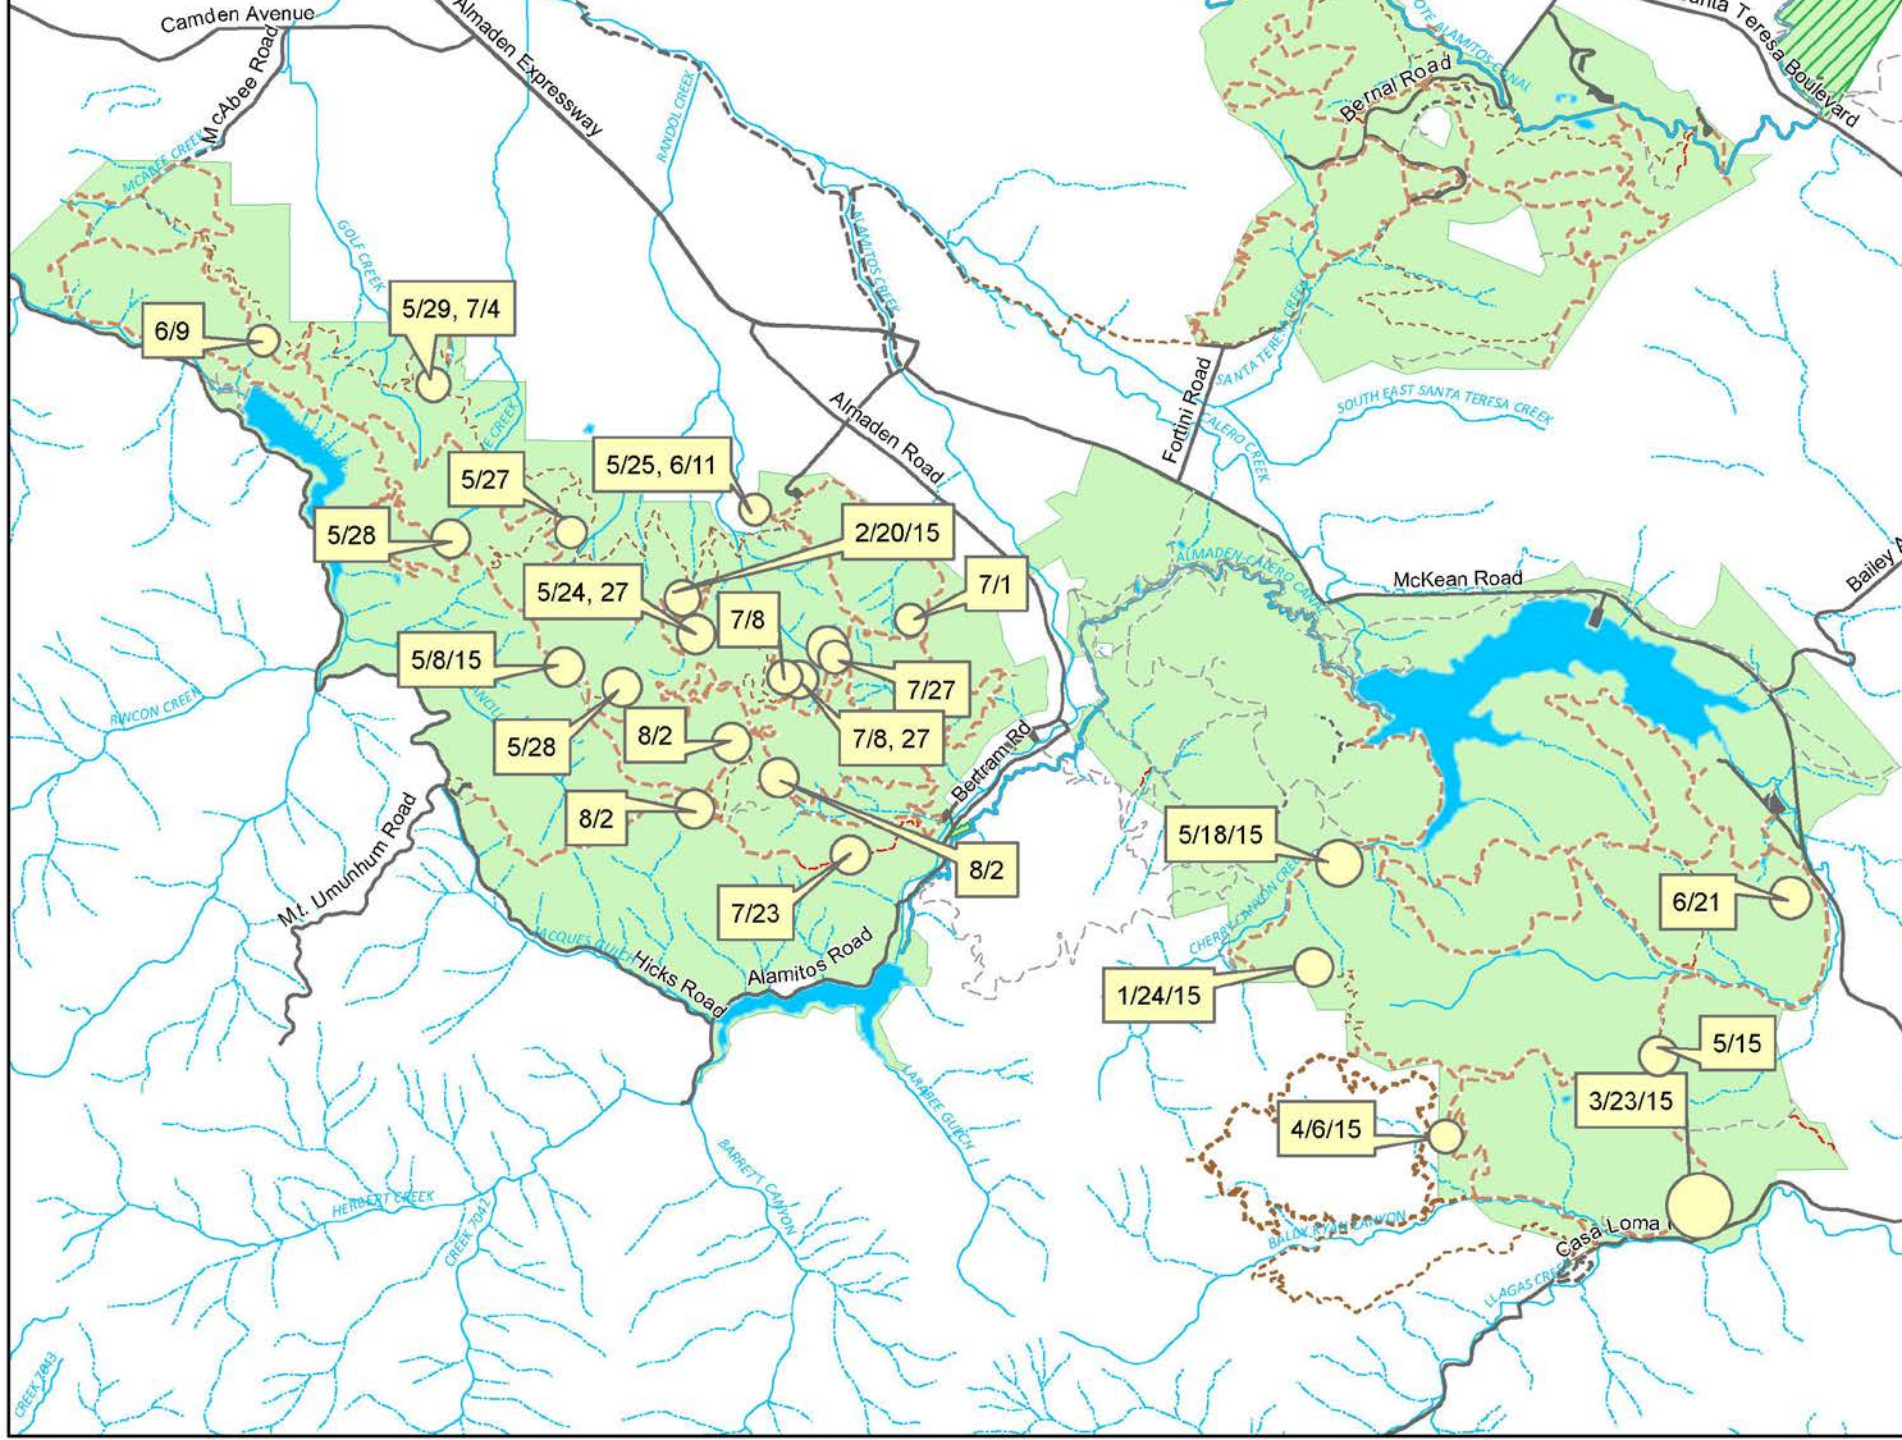 Camden Avenue
McAbee Road
Almaden Expressway
RANDOL CREEK
Bernal Road
Teresa Boulevard
MCABEE CREEK
GOLF CREEK
ALAMITOS CREEK
SANTA TERESA CREEK
6/9
5/29, 7/4
Almaden Road
Fortini Road
CALERO CREEK
SOUTH EAST SANTA TERESA CREEK
5/27
5/25, 6/11
5/28
2/20/15
5/24, 27
7/8
7/1
ALMADEN-CALERO CANAL
McKean Road
Bailey A
5/8/15
7/27
RINCON CREEK
5/28
8/2
7/8, 27
Bertram Rd
8/2
8/2
5/18/15
Mt. Umunhum Road
7/23
6/21
CHERRY CANYON CREEK
JACQUES GULCH
Hicks Road
Alamitos Road
1/24/15
5/15
3/23/15
4/6/15
LARABEE GULCH
BARRETT CANYON
HERBERT CREEK
CREEK 7042
BALDY RYAN CANYON
Casa Loma
LLAGAS CREEK
CREEK 7043